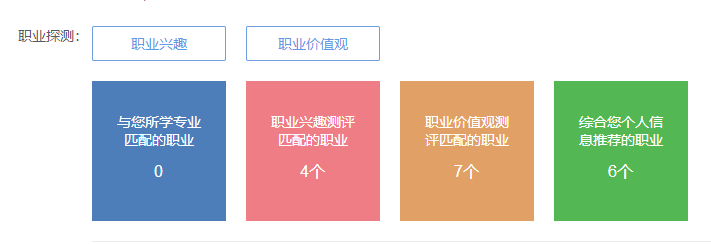 职业探测：
职业兴趣
职业价值观
与您所学专业
匹配的职业
0
职业兴趣测评
匹配的职业
4个
职业价值观测
评匹配的职业
7个
综合您个人信
息推荐的职业
6个